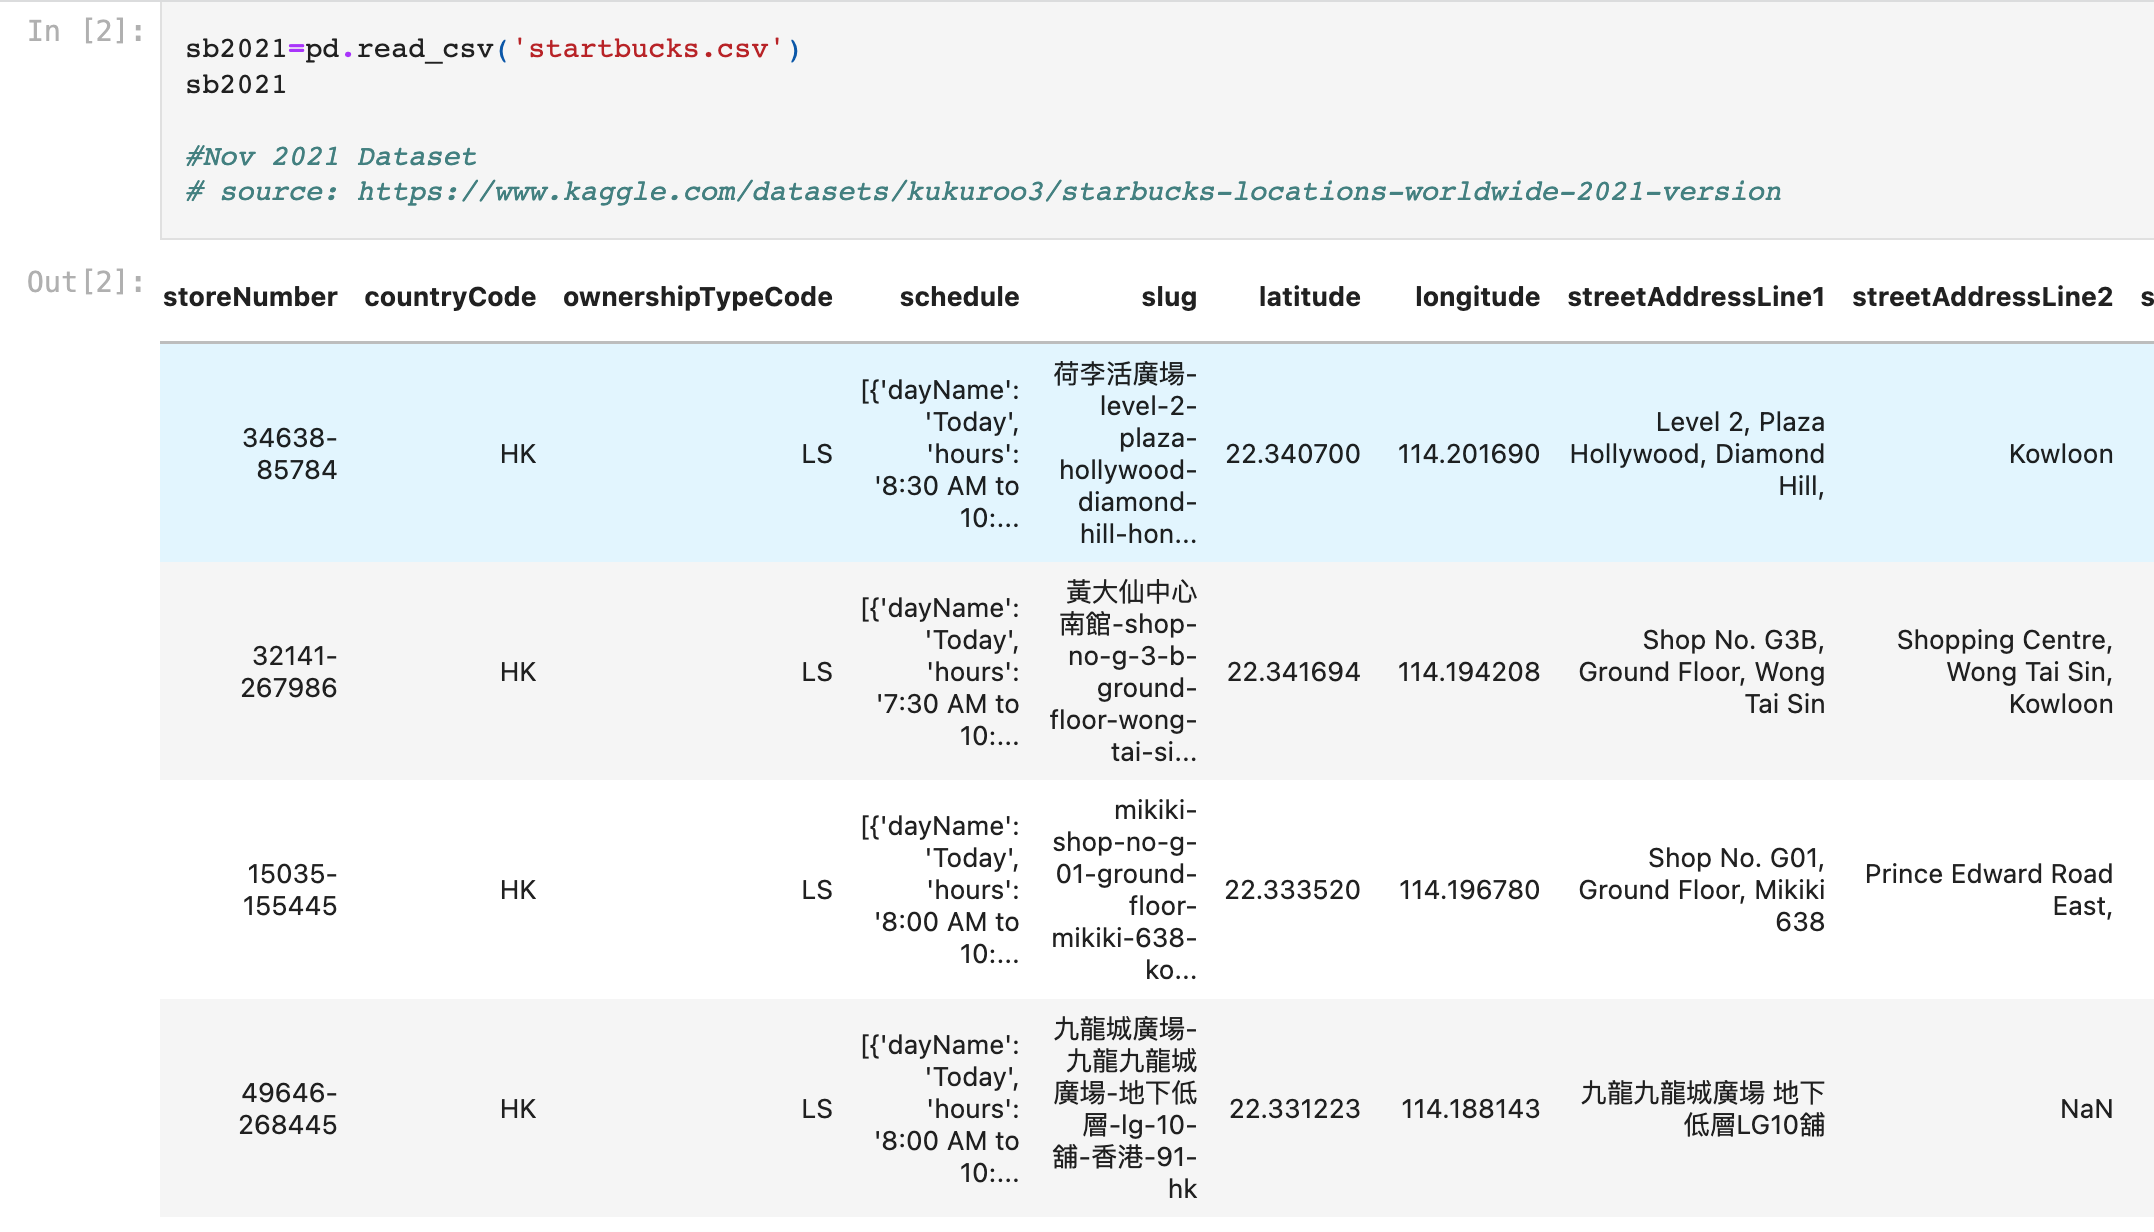 In [2]:
sb2021=pd.read_csv('startbucks.csv')
sb2021
#Nov 2021 Dataset
# source: https://www.kaggle.com/datasets/kukuroo3/starbucks-locations-worldwide-2021-version
Out[2]:
storeNumber countryCode ownershipTypeCode schedule slug latitude longitude streetAddressLine1 streetAddressLine2 s
34638-
85784
HK
LS
[{'dayName':
'Today',
'hours':
'8:30 AM to
10:...
荷李活廣場-
level-2-
plaza-
hollywood-
diamond-
hill-hon...
22.340700
114.201690
Level 2, Plaza
Hollywood, Diamond
Hill,
Kowloon
32141-
267986
HK
LS
[{'dayName':
'Today',
'hours':
'7:30 AM to
10:...
黃大仙中心
南館-shop-
no-g-3-b-
ground-
floor-wong-
tai-si...
22.341694
114.194208
Shop No. G3B,
Ground Floor, Wong
Tai Sin
Shopping Centre,
Wong Tai Sin,
Kowloon
15035-
155445
HK
LS
[{'dayName':
'Today',
'hours':
'8:00 AM to
10:...
mikiki-
shop-no-g-
01-ground-
floor-
mikiki-638-
ko...
22.333520
114.196780
Shop No. G01,
Ground Floor, Mikiki
638
Prince Edward Road
East,
49646-
268445
HK
LS
[{'dayName':
'Today',
'hours':
'8:00 AM to
10:...
九龍城廣場-
九龍九龍城
廣場-地下低
層-lg-10-
舖-香港-91-
hk
22.331223
114.188143
九龍九龍城廣場 地下
低層LG10舖
NaN